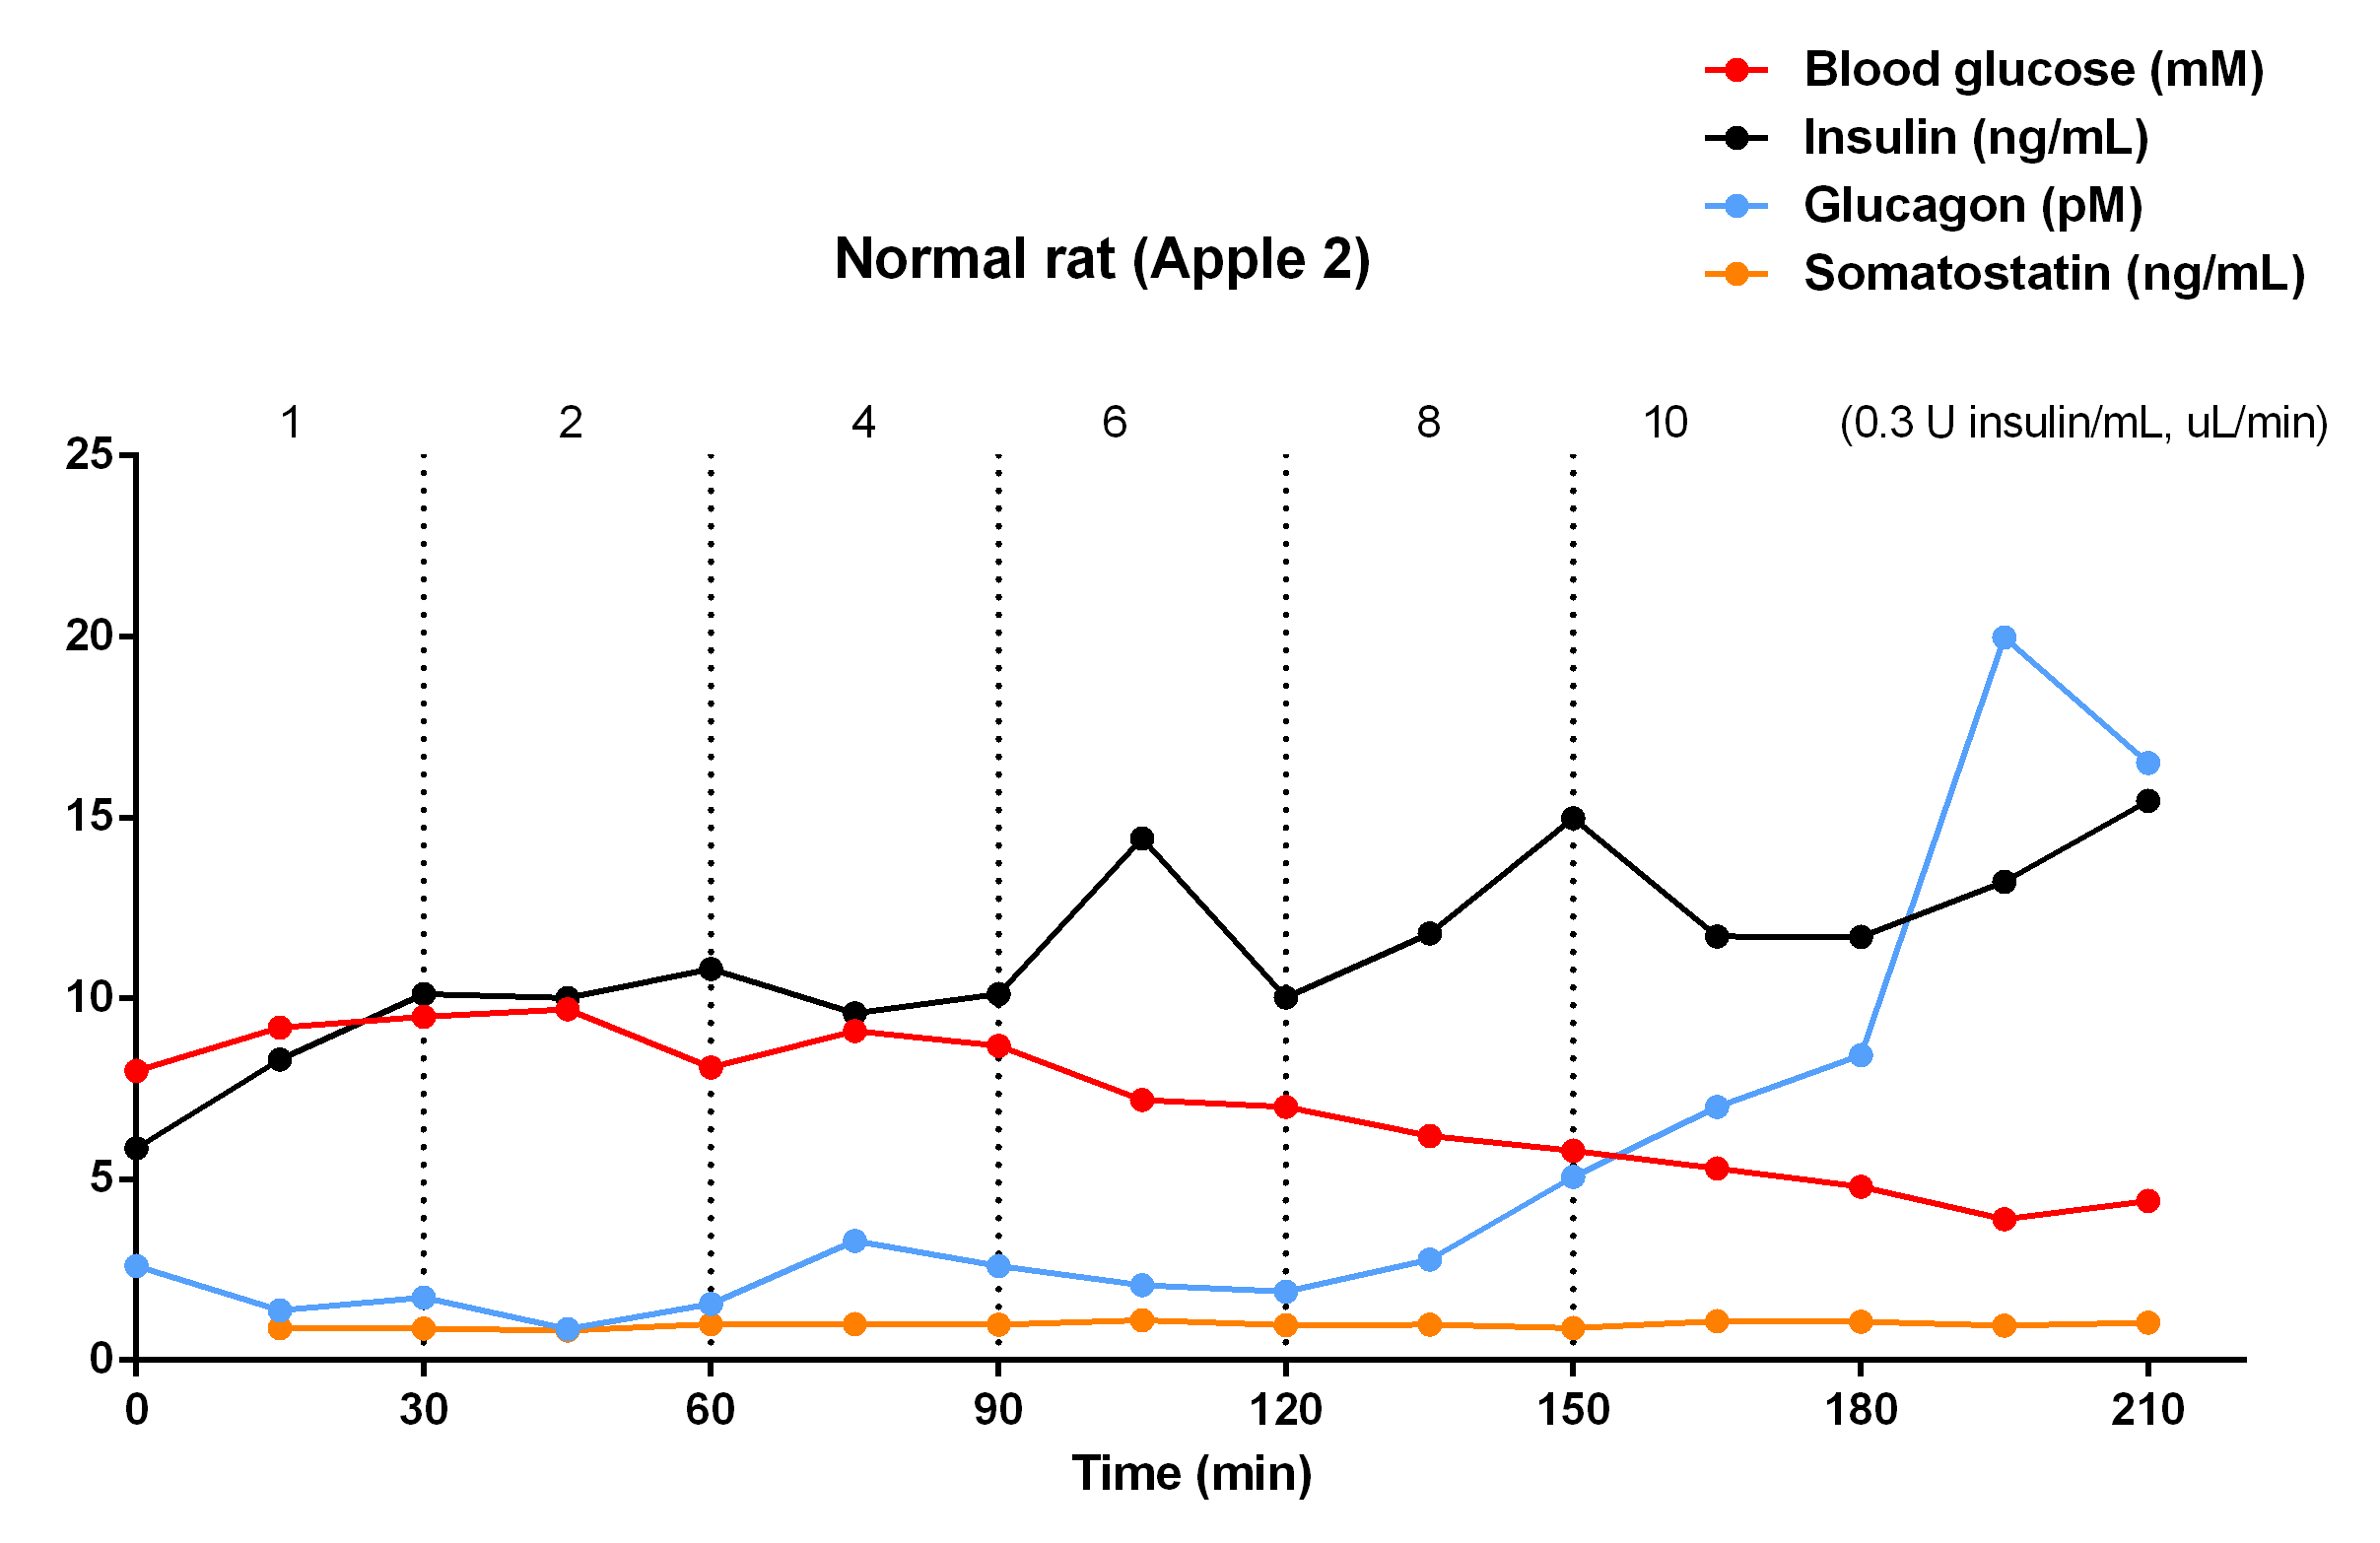 Blood glucose (mM)
Insulin (ng/mL)
Glucagon (pM)
Somatostatin (ng/mL)
Normal rat (Apple 2)
1 2 4 6 8 10 (0.3 U insulin/mL, uL/min)
25
20
15
10
5
0
0 30 60 90 120 150 180 210
Time (min)